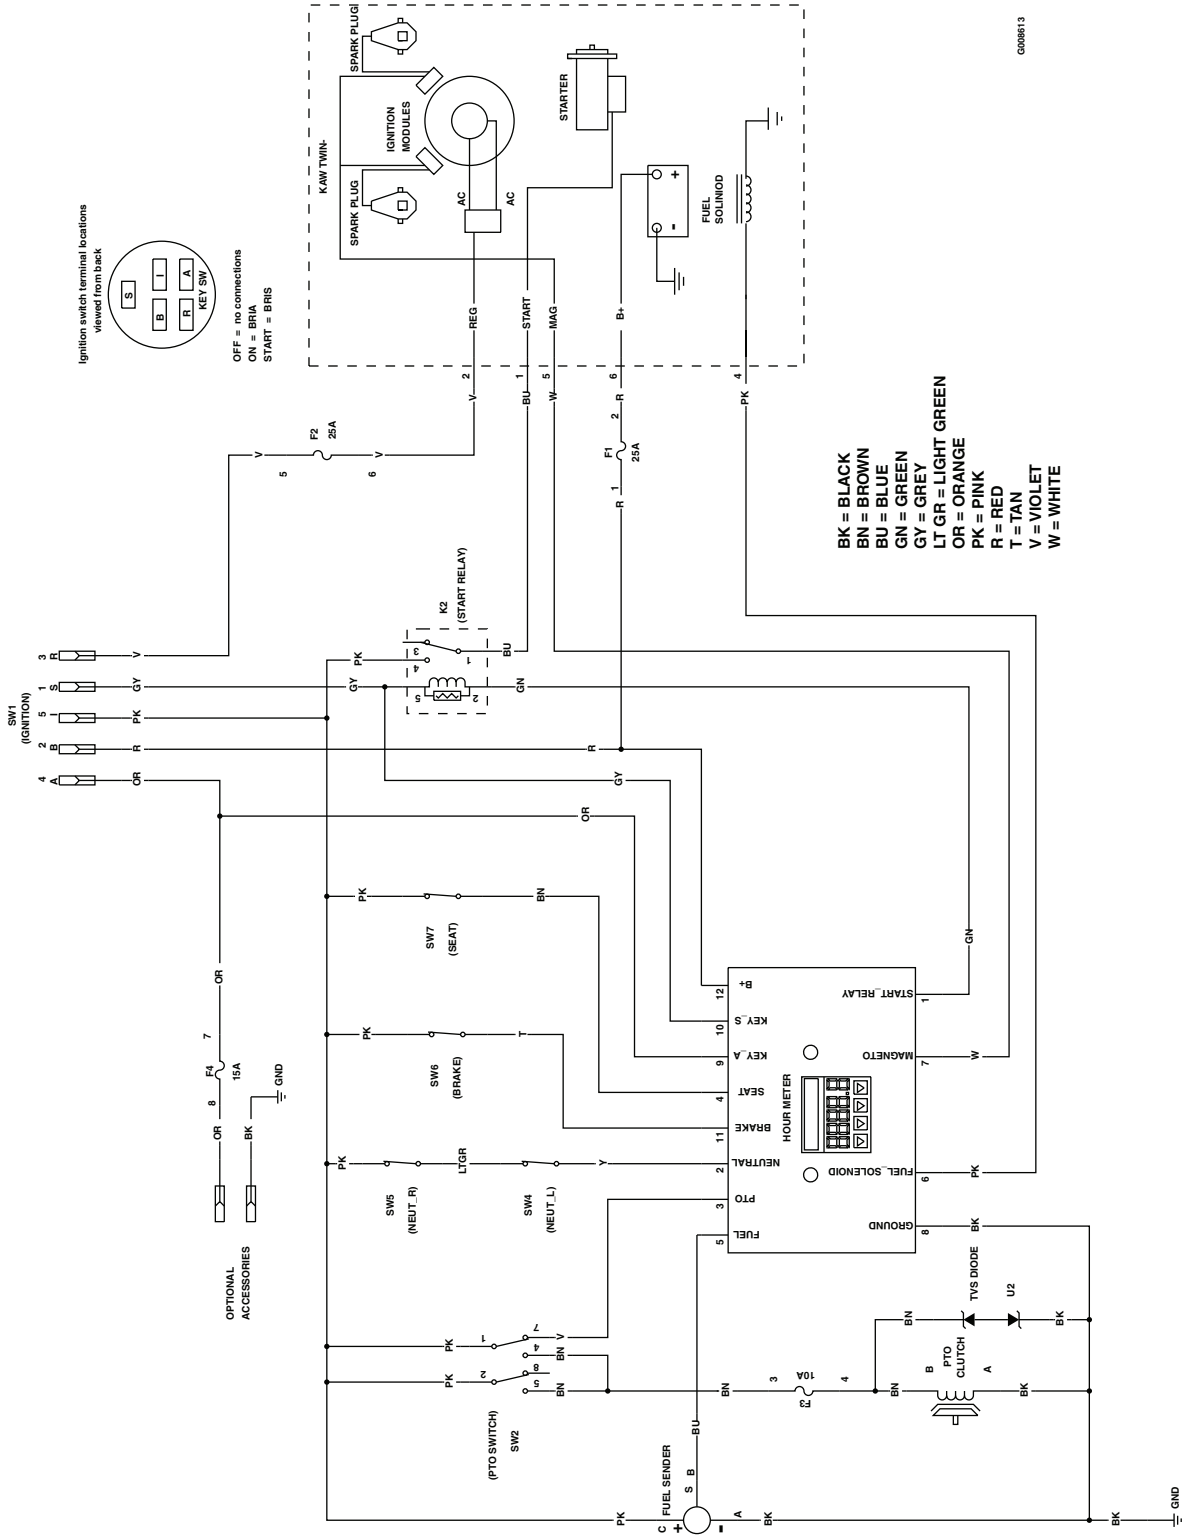 Ignition switch terminal locations
viewed from back
S
B
I
R
A
KEY SW
OFF = no connections
ON = BRIA
START = BRIS
KAW TWIN-
SPARK PLUG
SPARK PLUG
IGNITION
MODULES
AC
AC
STARTER
+
-
FUEL
SOLINIOD
REG
START
MAG
B+
2
1
5
6
4
V
BU
W
R
PK
G008613
F2
25A
V
5
6
V
2
F1
25A
1
R
SW1
(IGNITION)
3
R
V
1
S
GY
5
I
PK
2
B
R
4
A
OR
K2
(START RELAY)
PK
3
4
1
BU
GY
5
2
GN
R
GY
OR
BK = BLACK
BN = BROWN
BU = BLUE
GN = GREEN
GY = GREY
LT GR = LIGHT GREEN
OR = ORANGE
PK = PINK
R = RED
T = TAN
V = VIOLET
W = WHITE
OR
7
F4
15A
8
OR
BK
GND
OPTIONAL
ACCESSORIES
PK
SW7
(SEAT)
BN
PK
SW6
(BRAKE)
T
PK
SW5
(NEUT_R)
LTGR
SW4
(NEUT_L)
Y
12
B+
10
KEY_S
9
KEY_A
4
SEAT
11
BRAKE
2
NEUTRAL
3
PTO
5
FUEL
HOUR METER
START_RELAY
1
GN
MAGNETO
7
W
FUEL_SOLENOID
6
PK
GROUND
8
BK
PK
1
7
V
4
BN
PK
2
8
5
BN
(PTO SWITCH)
SW2
BN
3
F3
10A
4
BN
BN
TVS DIODE
U2
BK
B
PTO
CLUTCH
A
BK
BU
PK
C
+
FUEL SENDER
S
B
-
A
BK
BK
GND